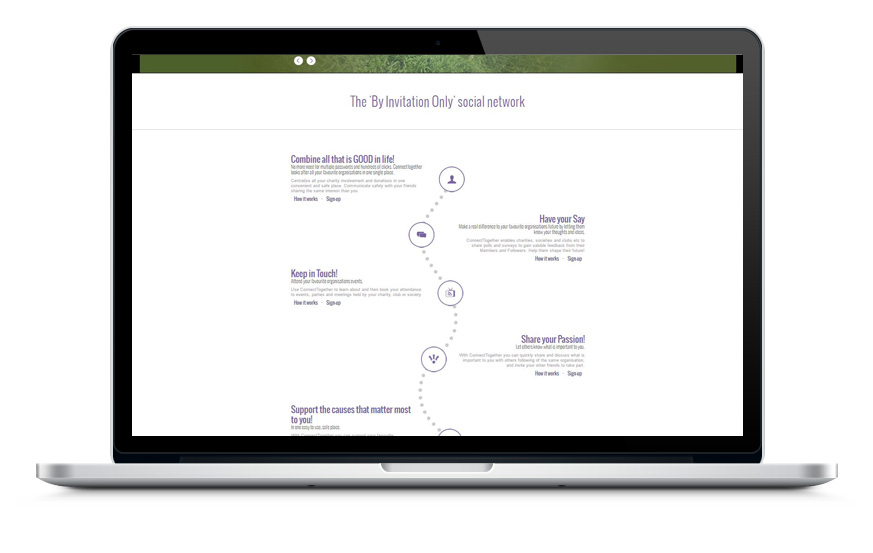 The 'By Invitation Only' social network
Combine all that is GOOD in life!
No more need for multiple passwords and hundreds of clicks. ConnectTogether
looks after all your favourite organisations in one single place.
Centralise all your charity involvement and donations in one
convenient and safe place. Communicate safely with your friends
sharing the same interest than you.
How it works - Sign up
Have your Say
Make a real difference to your favourite organisations future by letting them
know your thoughts and ideas.
ConnectTogether enables charities, societies and clubs etc to
share polls and surveys to gain valable feedback from their
Members and Followers. Help them shape their future!
How it works - Sign up
Keep in Touch!
Attend your favourite organisations events.
Use ConnectTogether to learn about and then book your attendance
to events, parties and meetings held by your charity, club or society.
How it works - Sign up
Share your Passion!
Let others know what is important to you.
With ConnectTogether you can quickly share and discuss what is
important to you with others following of the same organisation,
and invite your other friends to take part.
How it works - Sign up
Support the causes that matter most
to you!
In one easy to use, safe place.